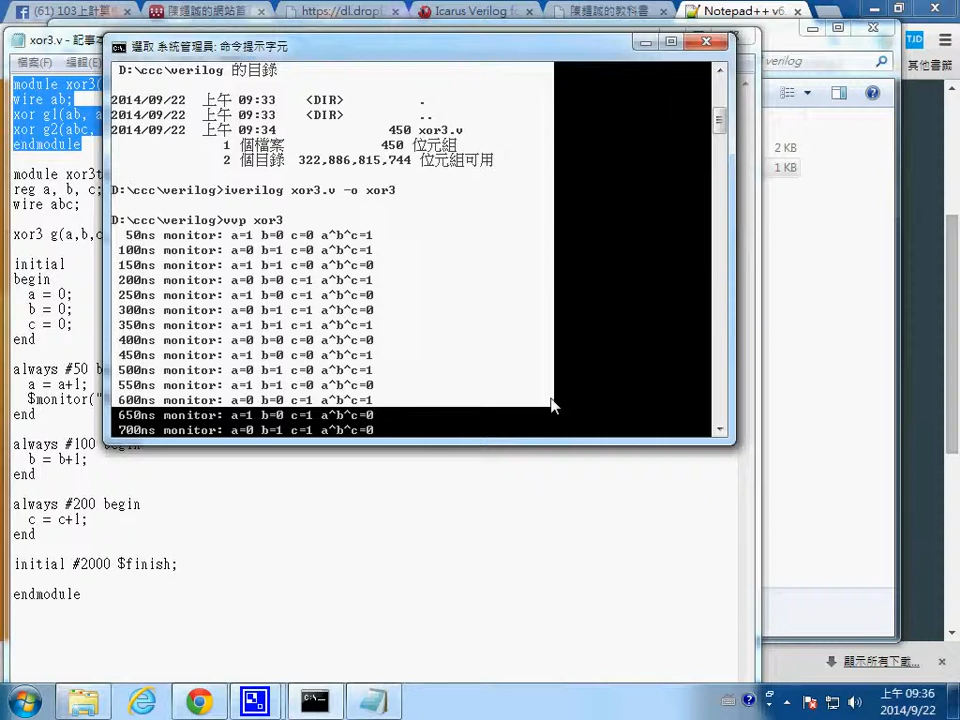 (61) 103上計算機
陳鍾誠的網站首
https://dl.dropl
Icarus Verilog fo
陳鍾誠的教科書
Notepad++ v6.
xor3.v - 記事本
檔案(F) 編輯(E)
選取 系統管理員: 命令提示字元
verilog
其他書籤
TJD
2 KB
1 KB
D:\ccc\verilog 的目錄
2014/09/22 上午 09:33 <DIR> .
2014/09/22 上午 09:33 <DIR> ..
2014/09/22 上午 09:34 450 xor3.v
1 個檔案 450 位元組
2 個目錄 322,886,815,744 位元組可用
D:\ccc\verilog>iverilog xor3.v -o xor3
D:\ccc\verilog>vvp xor3
50ns monitor: a=1 b=0 c=0 a^b^c=1
100ns monitor: a=0 b=1 c=0 a^b^c=1
150ns monitor: a=1 b=1 c=0 a^b^c=0
200ns monitor: a=0 b=0 c=1 a^b^c=1
250ns monitor: a=1 b=0 c=1 a^b^c=0
300ns monitor: a=0 b=1 c=1 a^b^c=0
350ns monitor: a=1 b=1 c=1 a^b^c=1
400ns monitor: a=0 b=0 c=0 a^b^c=0
450ns monitor: a=1 b=0 c=0 a^b^c=1
500ns monitor: a=0 b=1 c=0 a^b^c=1
550ns monitor: a=1 b=1 c=0 a^b^c=0
600ns monitor: a=0 b=0 c=1 a^b^c=1
650ns monitor: a=1 b=0 c=1 a^b^c=0
700ns monitor: a=0 b=1 c=1 a^b^c=0
module xor3(
wire ab;
xor g1(ab, a
xor g2(abc,
endmodule
module xor3t
reg a, b, c;
wire abc;
xor3 g(a,b,c
initial
begin
a = 0;
b = 0;
c = 0;
end
always #50 b
a = a+1;
$monitor("
end
always #100 begin
b = b+1;
end
always #200 begin
c = c+1;
end
initial #2000 $finish;
endmodule
顯示所有下載...
上午 09:36
2014/9/22